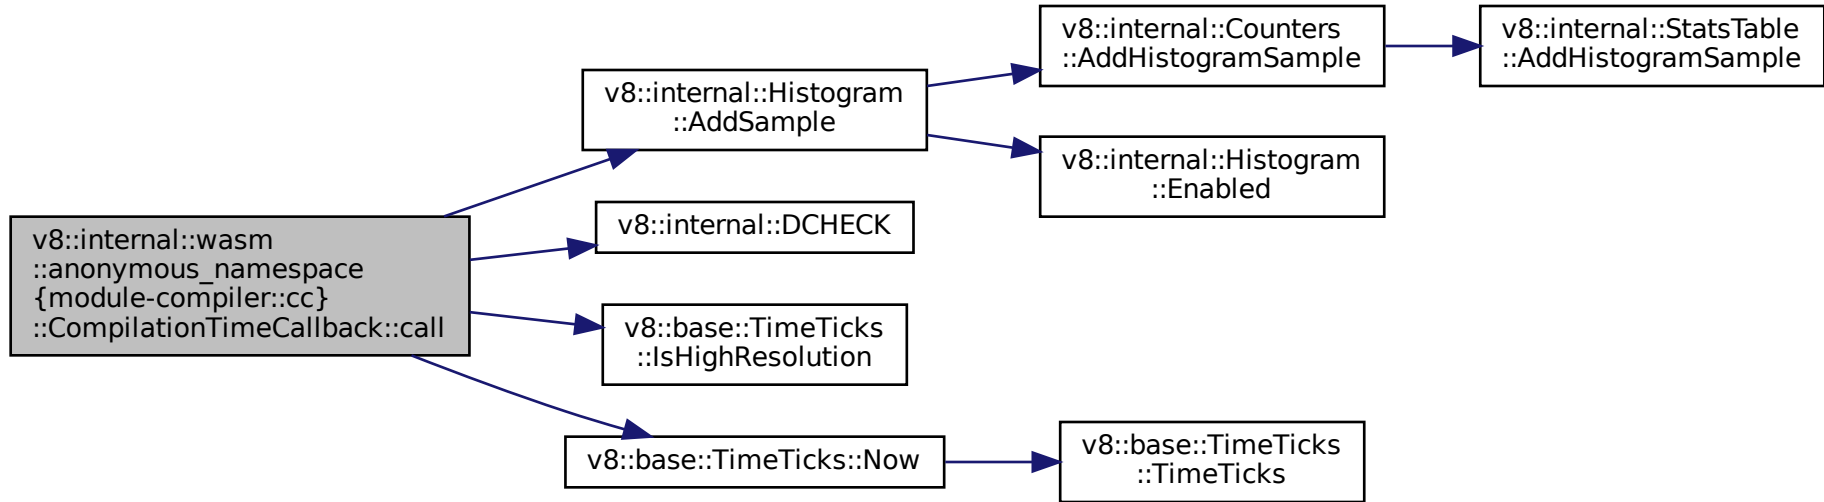 v8::internal::wasm
::anonymous_namespace
{module-compiler::cc}
::CompilationTimeCallback::call
v8::internal::Histogram
::AddSample
v8::internal::Counters
::AddHistogramSample
v8::internal::StatsTable
::AddHistogramSample
v8::internal::Histogram
::Enabled
v8::internal::DCHECK
v8::base::TimeTicks
::IsHighResolution
v8::base::TimeTicks::Now
v8::base::TimeTicks
::TimeTicks